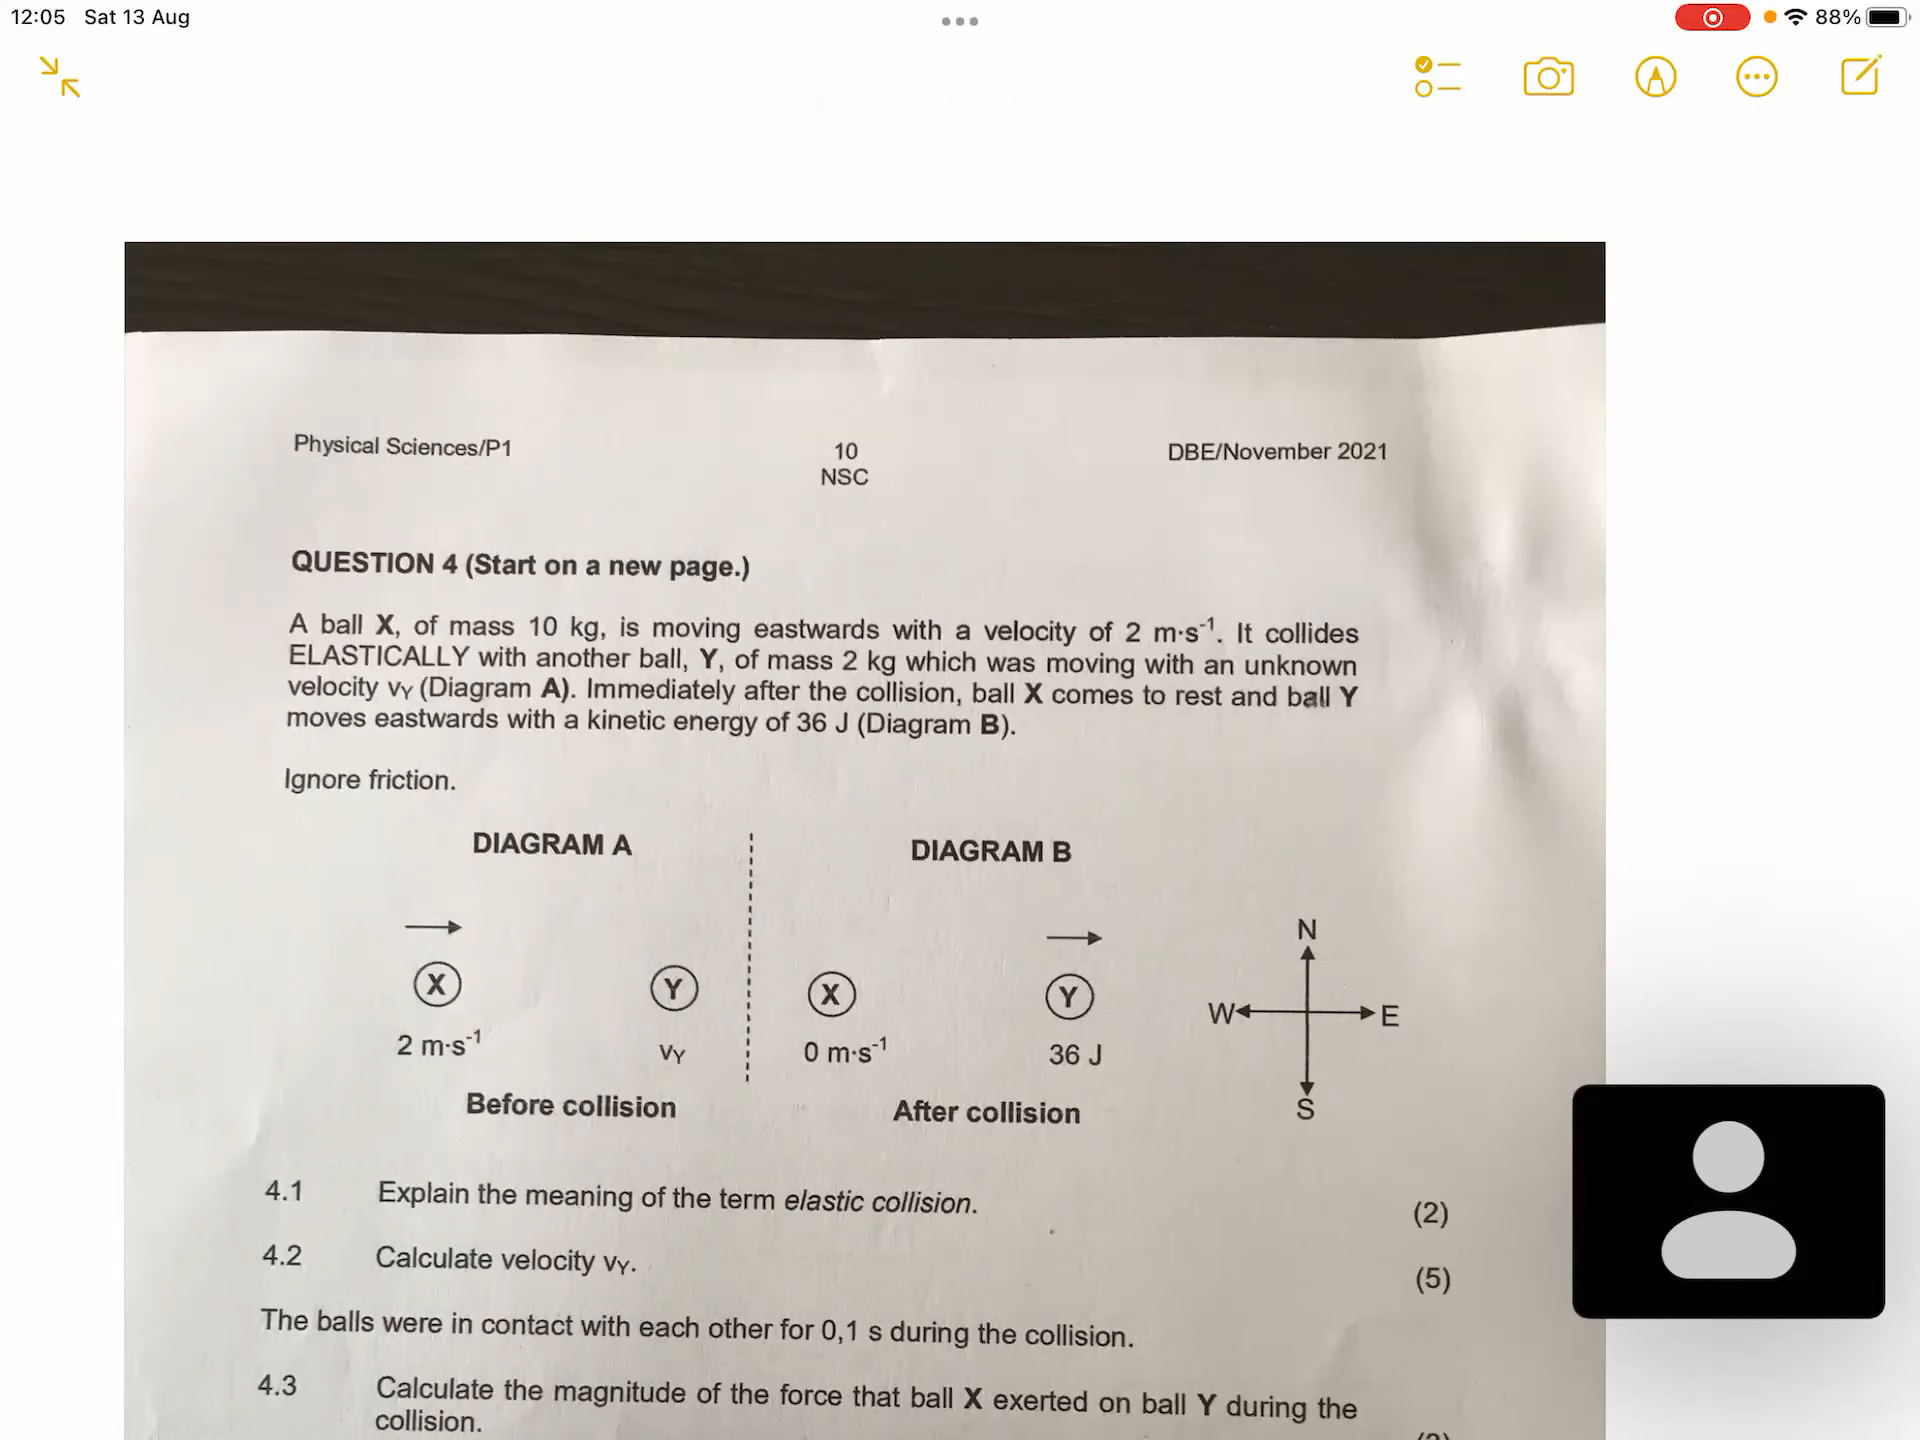 12:05 Sat 13 Aug
88%
Physical Sciences/P1
10
NSC
DBE/November 2021
QUESTION 4 (Start on a new page.)
A ball X, of mass 10 kg, is moving eastwards with a velocity of 2 m·s⁻¹. It collides
ELASTICALLY with another ball, Y, of mass 2 kg which was moving with an unknown
velocity vY (Diagram A). Immediately after the collision, ball X comes to rest and ball Y
moves eastwards with a kinetic energy of 36 J (Diagram B).
Ignore friction.
DIAGRAM A
DIAGRAM B
X
Y
X
Y
2 m·s⁻¹
vY
0 m·s⁻¹
36 J
N
W
E
S
Before collision
After collision
4.1 Explain the meaning of the term elastic collision. (2)
4.2 Calculate velocity vY. (5)
The balls were in contact with each other for 0,1 s during the collision.
4.3 Calculate the magnitude of the force that ball X exerted on ball Y during the
collision.